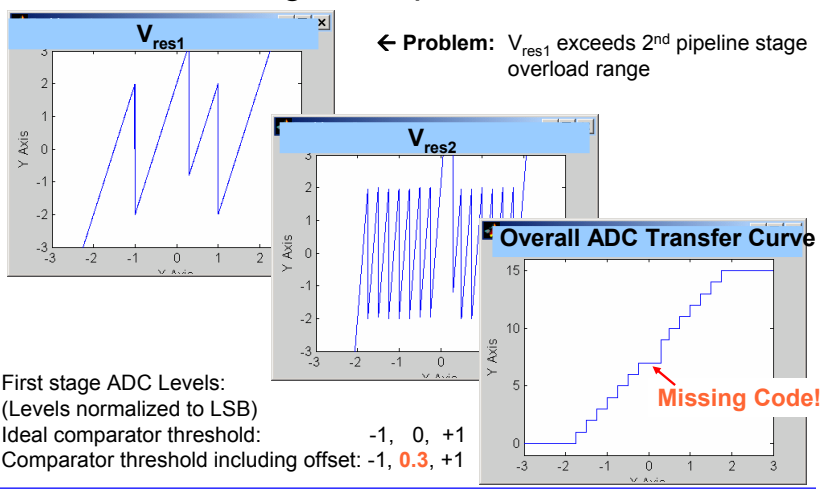 V_res1
← Problem: V_res1 exceeds 2nd pipeline stage
overload range
3
2
1
0
-1
-2
-3
Y Axis
-3 -2 -1 0 1 2
V_res2
3
2
1
0
-1
-2
-3
Y Axis
-3 -2 -1 0
Overall ADC Transfer Curve
15
10
5
0
Y Axis
Missing Code!
-3 -2 -1 0 1 2 3
First stage ADC Levels:
(Levels normalized to LSB)
Ideal comparator threshold: -1, 0, +1
Comparator threshold including offset: -1, 0.3, +1